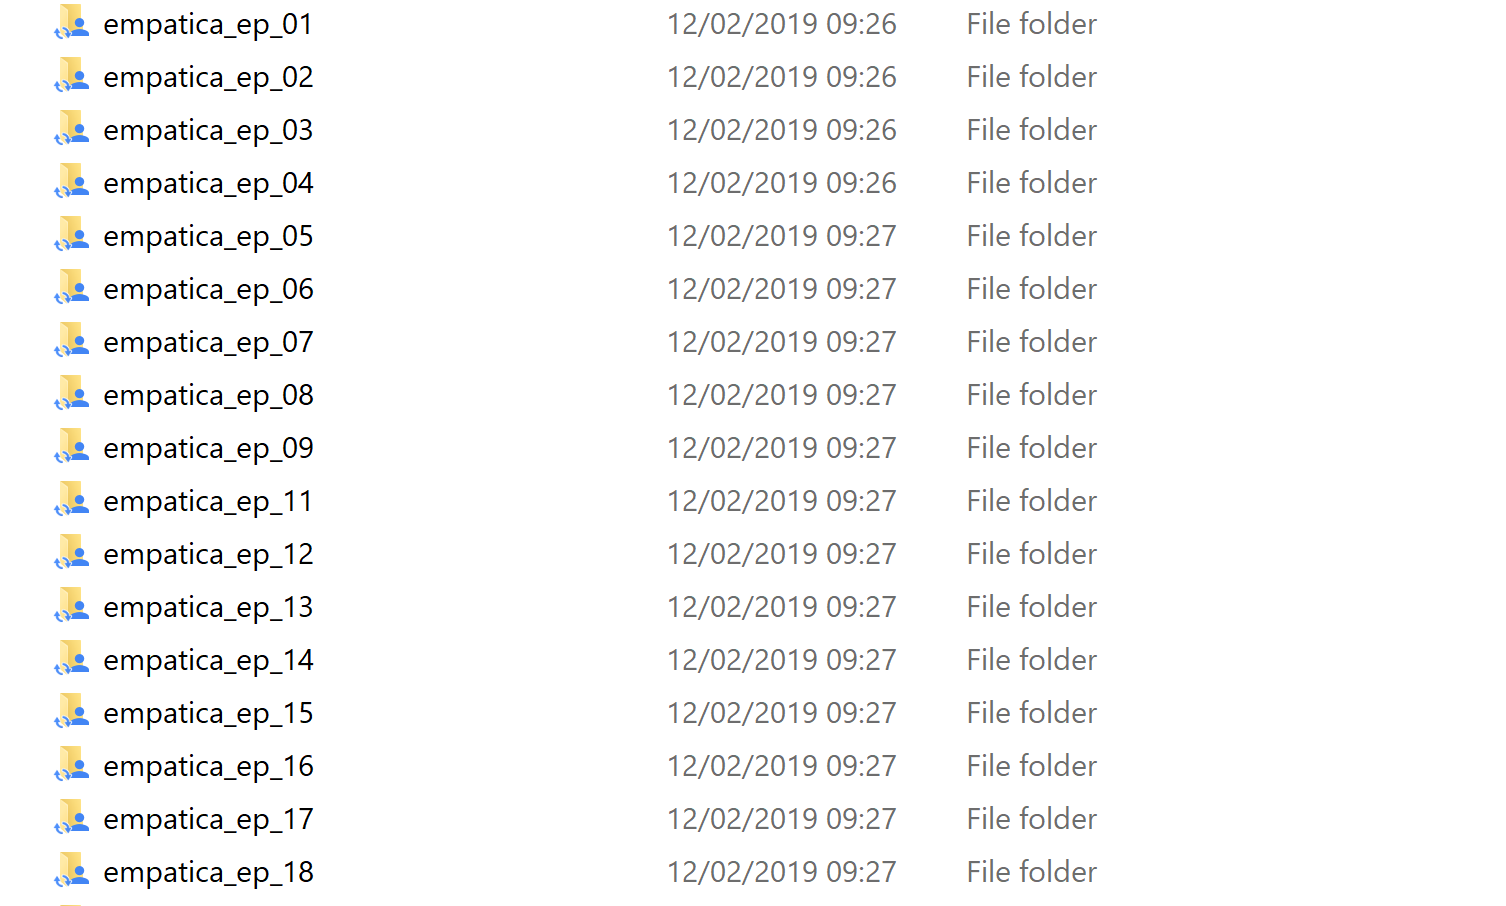 empatica_ep_01 12/02/2019 09:26 File folder
empatica_ep_02 12/02/2019 09:26 File folder
empatica_ep_03 12/02/2019 09:26 File folder
empatica_ep_04 12/02/2019 09:26 File folder
empatica_ep_05 12/02/2019 09:27 File folder
empatica_ep_06 12/02/2019 09:27 File folder
empatica_ep_07 12/02/2019 09:27 File folder
empatica_ep_08 12/02/2019 09:27 File folder
empatica_ep_09 12/02/2019 09:27 File folder
empatica_ep_11 12/02/2019 09:27 File folder
empatica_ep_12 12/02/2019 09:27 File folder
empatica_ep_13 12/02/2019 09:27 File folder
empatica_ep_14 12/02/2019 09:27 File folder
empatica_ep_15 12/02/2019 09:27 File folder
empatica_ep_16 12/02/2019 09:27 File folder
empatica_ep_17 12/02/2019 09:27 File folder
empatica_ep_18 12/02/2019 09:27 File folder